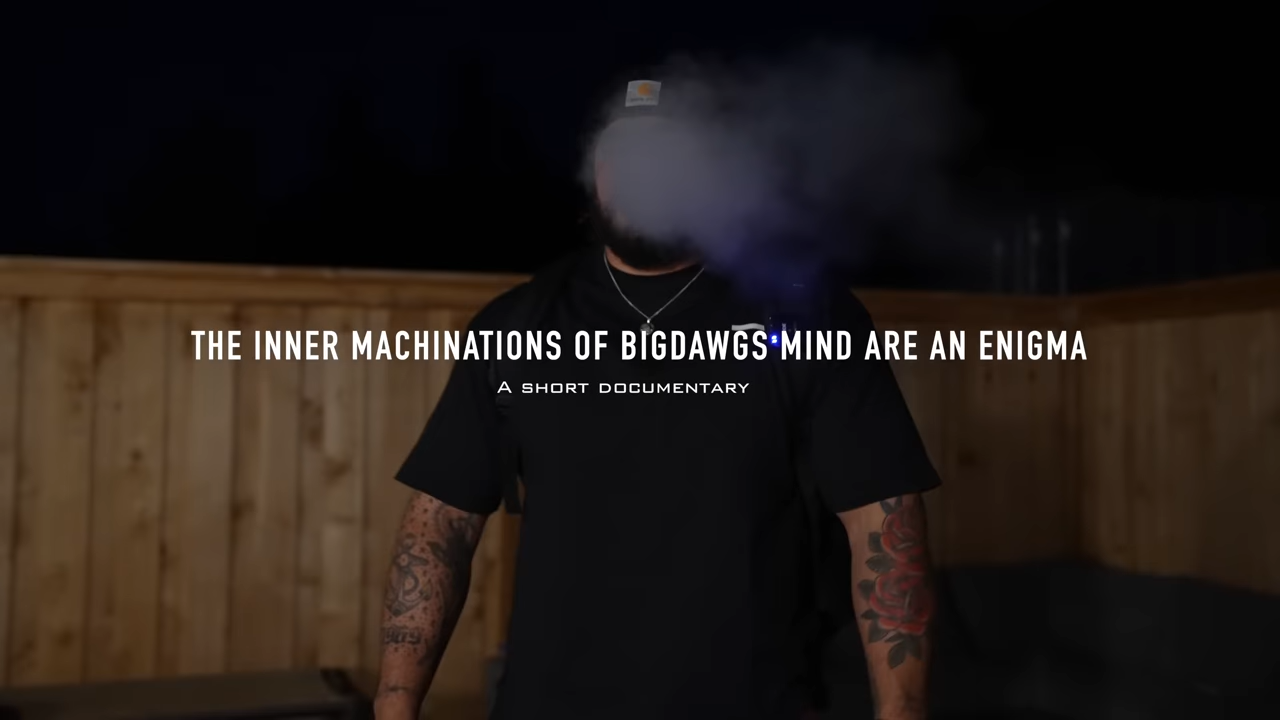 THE INNER MACHINATIONS OF BIGDAWGS MIND ARE AN ENIGMA
A SHORT DOCUMENTARY